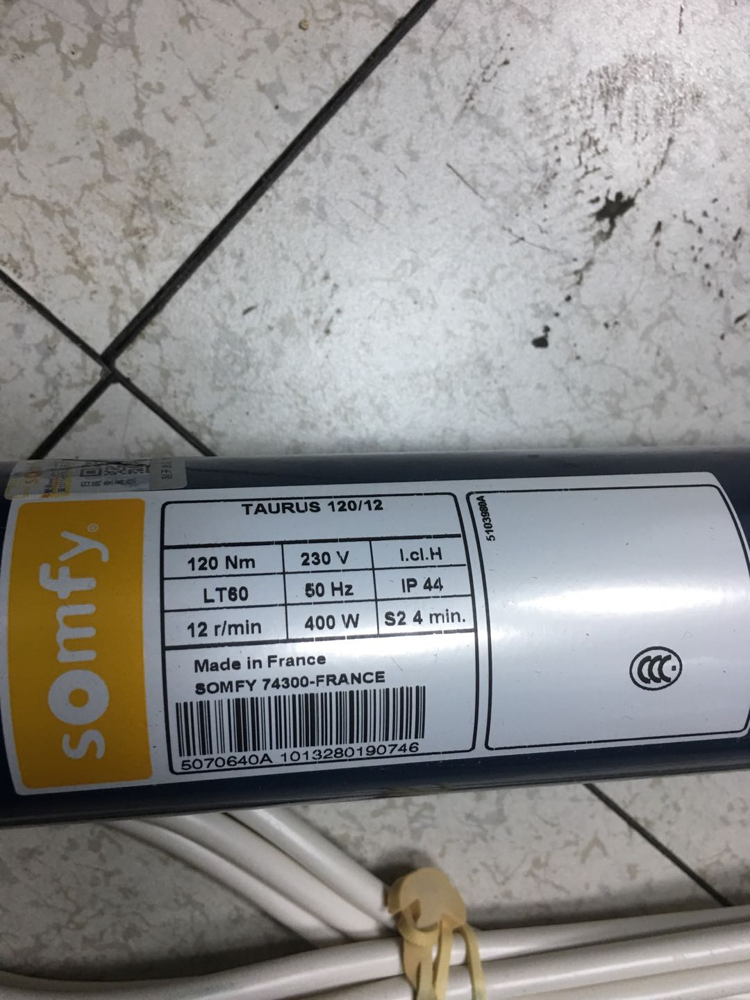 somfy®
TAURUS 120/12
120 Nm 230 V I.cl.H
LT60 50 Hz IP 44
12 r/min 400 W S2 4 min.
Made in France
SOMFY 74300-FRANCE
5070640A 1013280190746
5103980A
CCC S